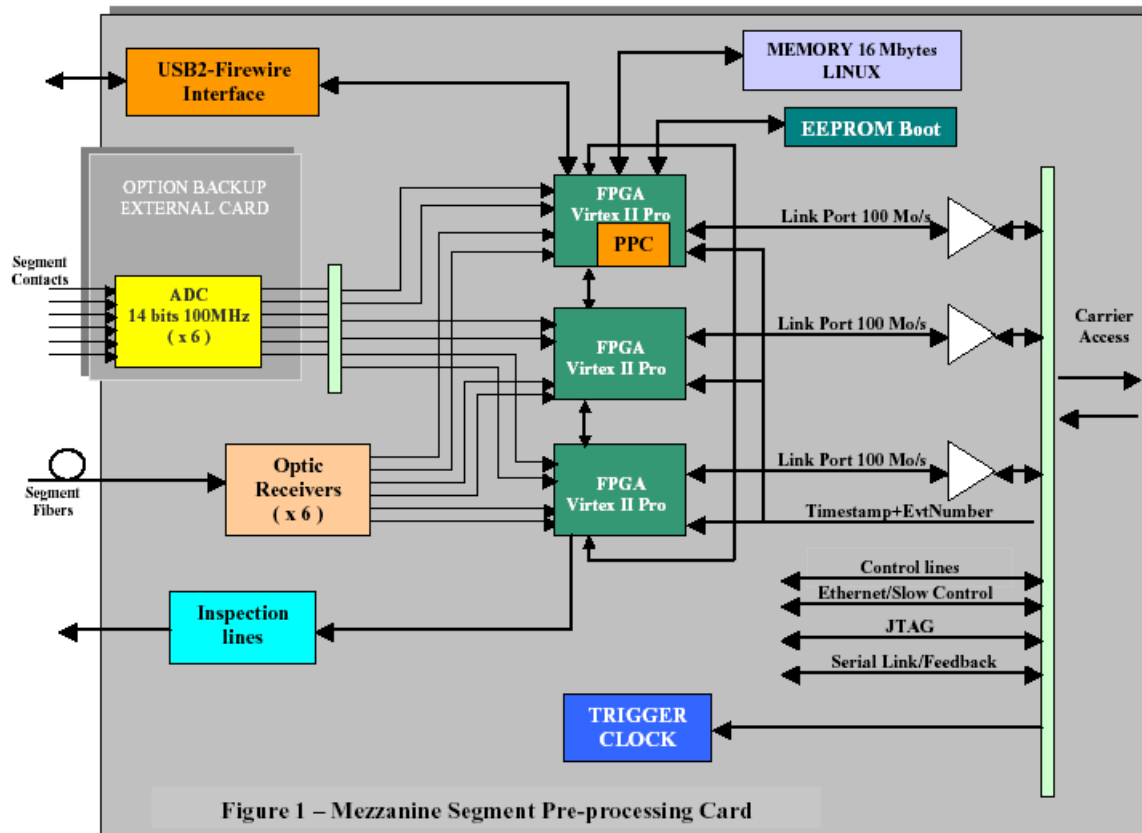 USB2-Firewire
Interface
MEMORY 16 Mbytes
LINUX
EEPROM Boot
OPTION BACKUP
EXTERNAL CARD
FPGA
Virtex II Pro
PPC
Link Port 100 Mo/s
Segment
Contacts
ADC
14 bits 100MHz
( x 6 )
FPGA
Virtex II Pro
Link Port 100 Mo/s
Carrier
Access
Optic
Receivers
( x 6 )
Segment
Fibers
FPGA
Virtex II Pro
Link Port 100 Mo/s
Timestamp+EvtNumber
Control lines
Ethernet/Slow Control
JTAG
Serial Link/Feedback
Inspection
lines
TRIGGER
CLOCK
Figure 1 – Mezzanine Segment Pre-processing Card